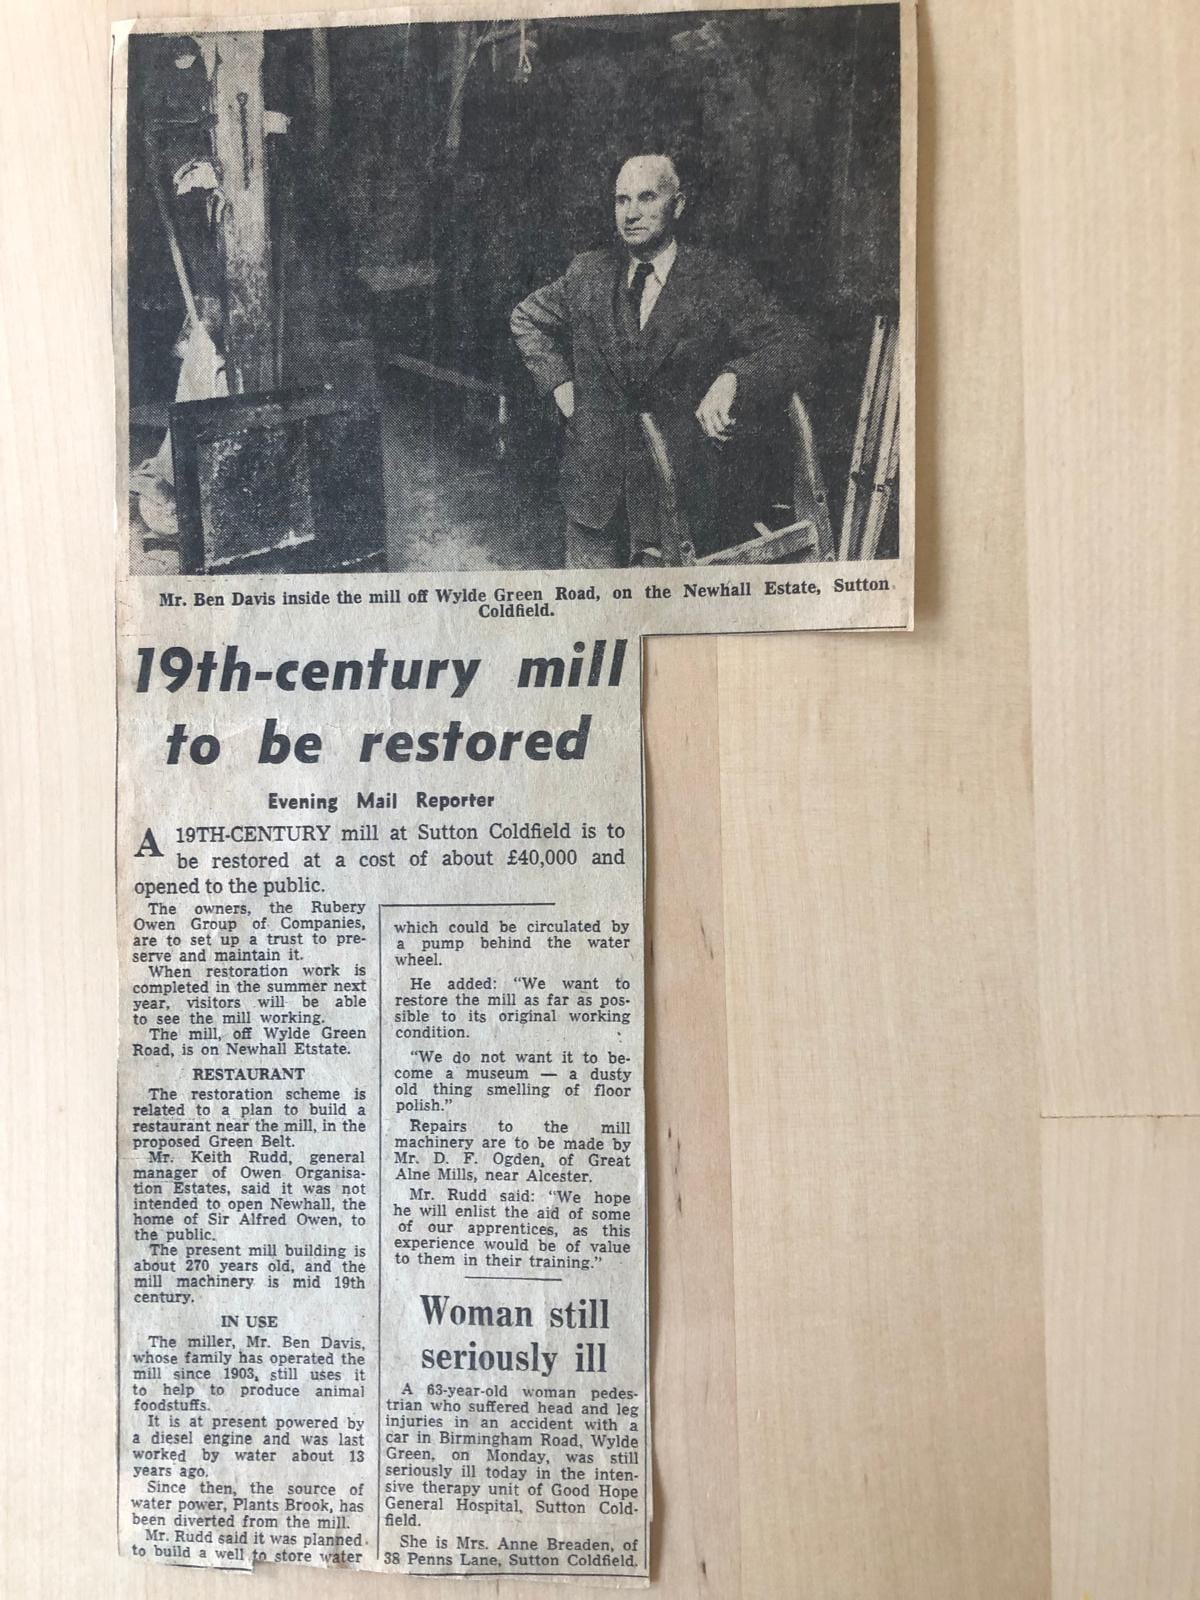 Mr. Ben Davis inside the mill off Wylde Green Road, on the Newhall Estate, Sutton
Coldfield.
19th-century mill
to be restored
Evening Mail Reporter
A 19TH-CENTURY mill at Sutton Coldfield is to
be restored at a cost of about £40,000 and
opened to the public.
The owners, the Rubery
Owen Group of Companies,
are to set up a trust to pre-
serve and maintain it.
When restoration work is
completed in the summer next
year, visitors will be able
to see the mill working.
The mill, off Wylde Green
Road, is on Newhall Etstate.
RESTAURANT
The restoration scheme is
related to a plan to build a
restaurant near the mill, in the
proposed Green Belt.
Mr. Keith Rudd, general
manager of Owen Organisa-
tion Estates, said it was not
intended to open Newhall, the
home of Sir Alfred Owen, to
the public.
The present mill building is
about 270 years old, and the
mill machinery is mid 19th
century.
IN USE
The miller, Mr. Ben Davis,
whose family has operated the
mill since 1903, still uses it
to help to produce animal
foodstuffs.
It is at present powered by
a diesel engine and was last
worked by water about 13
years ago.
Since then, the source of
water power, Plants Brook, has
been diverted from the mill.
Mr. Rudd said it was planned
to build a well to store water
which could be circulated by
a pump behind the water
wheel.
He added: "We want to
restore the mill as far as pos-
sible to its original working
condition.
"We do not want it to be-
come a museum — a dusty
old thing smelling of floor
polish."
Repairs to the mill
machinery are to be made by
Mr. D. F. Ogden, of Great
Alne Mills, near Alcester.
Mr. Rudd said: "We hope
he will enlist the aid of some
of our apprentices, as this
experience would be of value
to them in their training."
Woman still
seriously ill
A 63-year-old woman pedes-
trian who suffered head and leg
injuries in an accident with a
car in Birmingham Road, Wylde
Green, on Monday, was still
seriously ill today in the inten-
sive therapy unit of Good Hope
General Hospital, Sutton Cold-
field.
She is Mrs. Anne Breaden, of
38 Penns Lane, Sutton Coldfield.